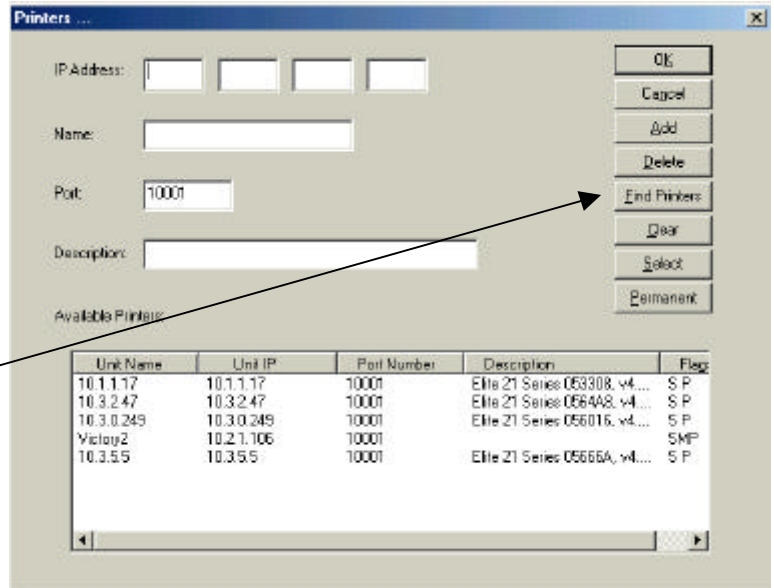 Printers ...
IP Address:
Name:
Port: 10001
Description:
OK
Cancel
Add
Delete
Find Printers
Clear
Select
Permanent
Available Printers:
Unit Name Unit IP Port Number Description Flags
10.1.1.17 10.1.1.17 10001 Elite 21 Series 053308, v4.... S P
10.3.2.47 10.3.2.47 10001 Elite 21 Series 0564A8, v4.... S P
10.3.0.249 10.3.0.249 10001 Elite 21 Series 056016, v4.... S P
Victory2 10.2.1.106 10001 SMP
10.3.5.5 10.3.5.5 10001 Elite 21 Series 05666A, v4.... S P